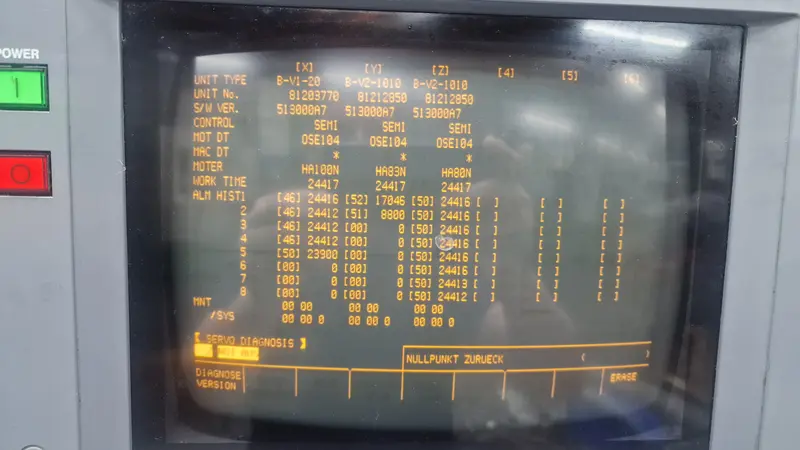 POWER
[X] [Y] [Z] [4] [5] [6]
UNIT TYPE B-V1-20 B-V2-1010 B-V2-1010
UNIT No. 81203770 81212850 81212850
S/W VER. 513000A7 513000A7 513000A7
CONTROL SEMI SEMI SEMI
MOT DT OSE104 OSE104 OSE104
MAC DT * * *
MOTER HA100N HA83N HA80N
WORK TIME 24417 24417 24417
ALM HIST1 [46] 24416 [52] 17046 [50] 24416 [ ] [ ] [ ]
2 [46] 24412 [51] 8800 [50] 24416 [ ] [ ] [ ]
3 [46] 24412 [00] 0 [50] 24416 [ ] [ ] [ ]
4 [46] 24412 [00] 0 [50] 24416 [ ] [ ] [ ]
5 [50] 23900 [00] 0 [50] 24416 [ ] [ ] [ ]
6 [00] 0 [00] 0 [50] 24416 [ ] [ ] [ ]
7 [00] 0 [00] 0 [50] 24413 [ ] [ ] [ ]
8 [00] 0 [00] 0 [50] 24412 [ ] [ ] [ ]
MNT 00 00 00 00 00 00
/SYS 00 00 0 00 00 0 00 00 0
[ SERVO DIAGNOSIS ]
NULLPUNKT ZURUECK ( )
DIAGNOSE ERASE
VERSION